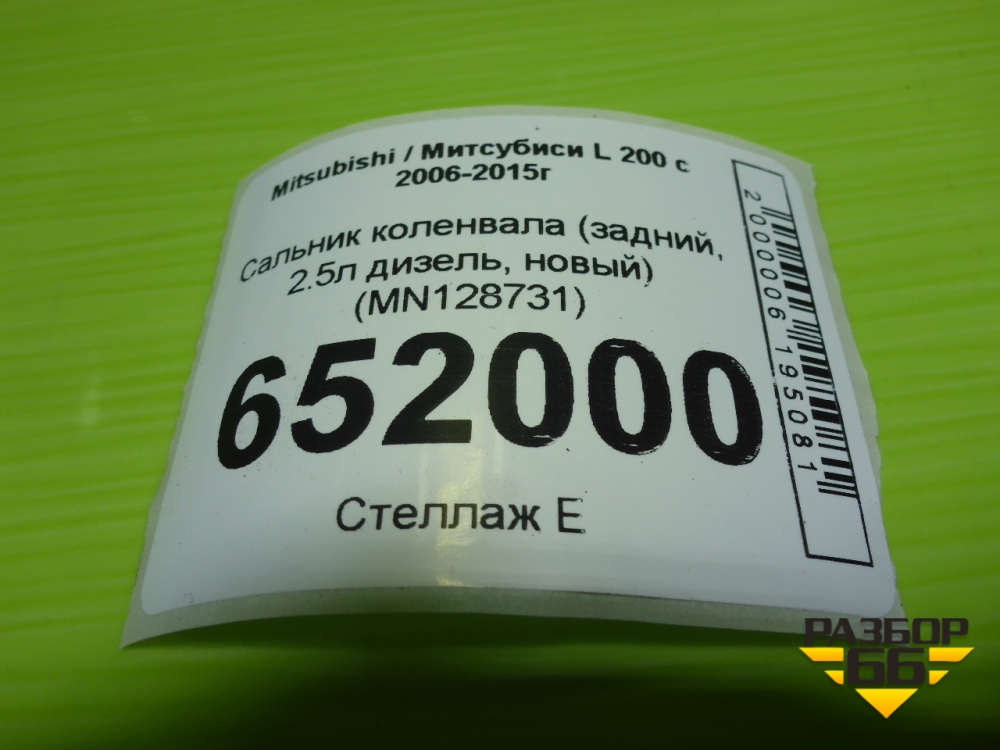 Mitsubishi / Митсубиси L 200 с
2006-2015г
Сальник коленвала (задний,
2.5л дизель, новый)
(MN128731)
652000
Стеллаж Е
2000006195081
РАЗБОР
66